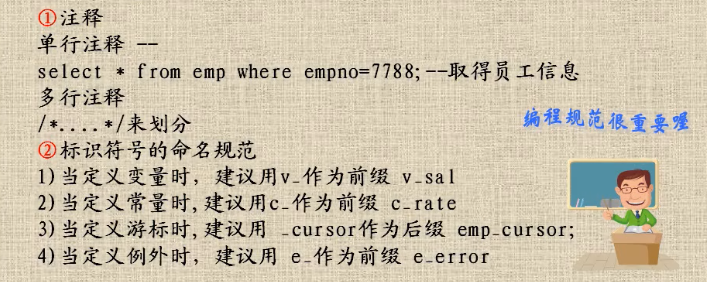 ①注释
单行注释 --
select * from emp where empno=7788;--取得员工信息
多行注释
/*....*/来划分
编程规范很重要喔
②标识符号的命名规范
1)当定义变量时，建议用v_作为前缀 v_sal
2)当定义常量时,建议用c_作为前缀 c_rate
3)当定义游标时,建议用 _cursor作为后缀 emp_cursor;
4)当定义例外时，建议用 e_作为前缀 e_error